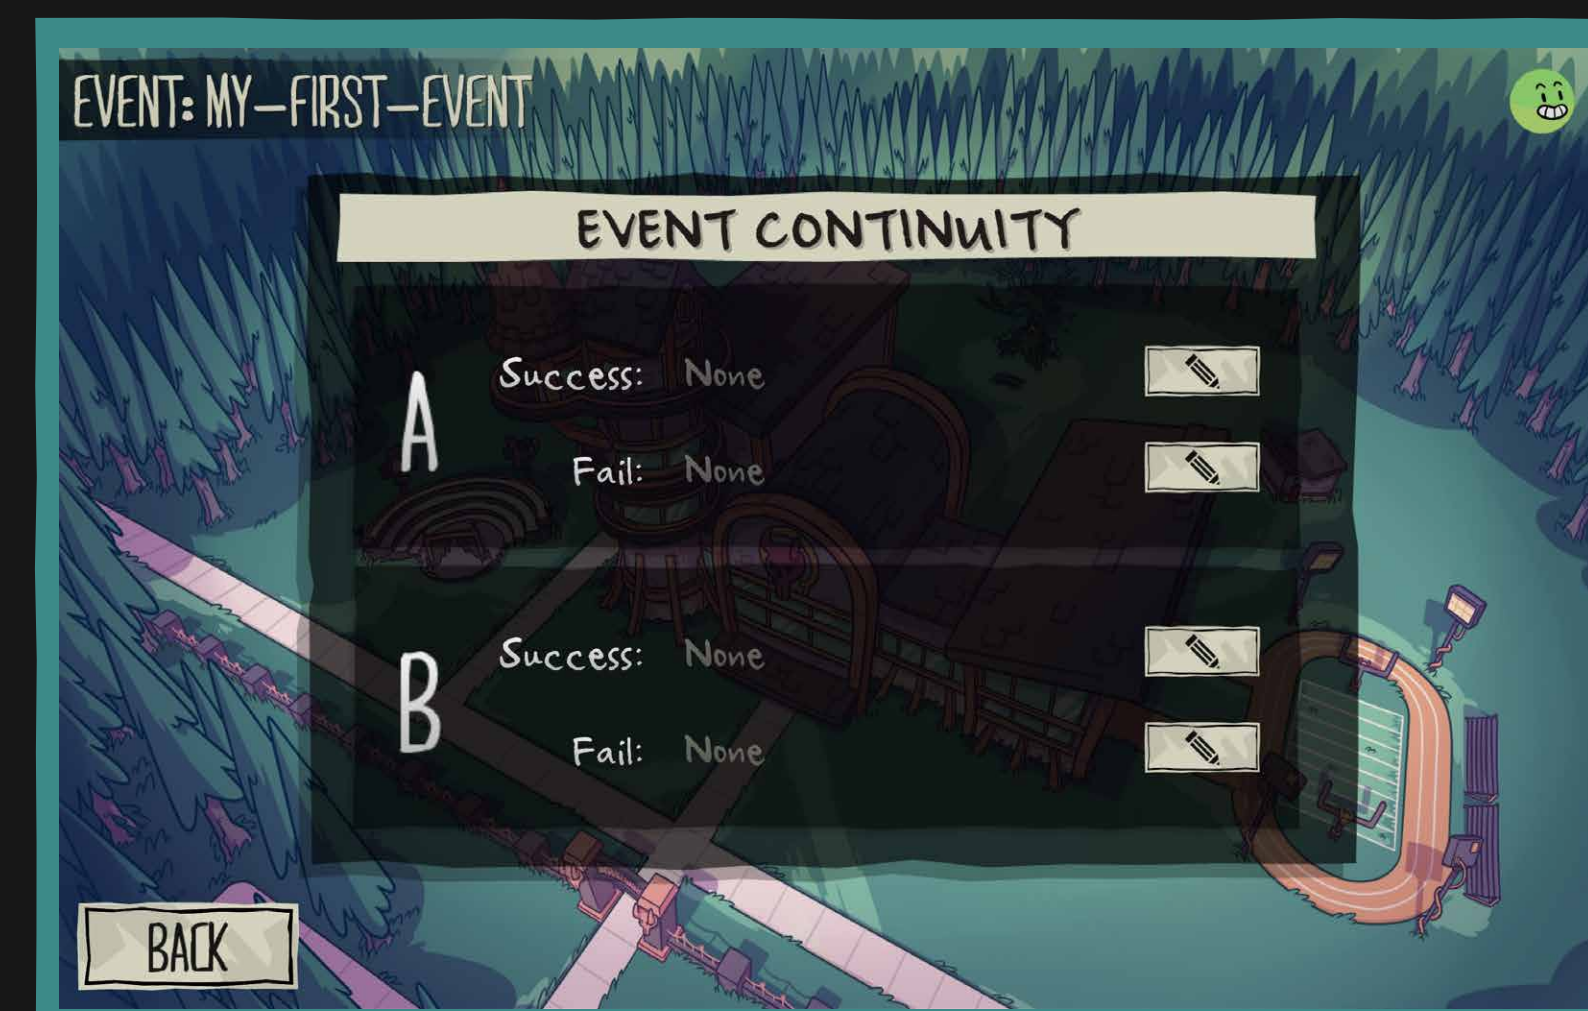 EVENT: MY-FIRST-EVENT
EVENT CONTINUITY
A
Success: None
Fail: None
B
Success: None
Fail: None
BACK